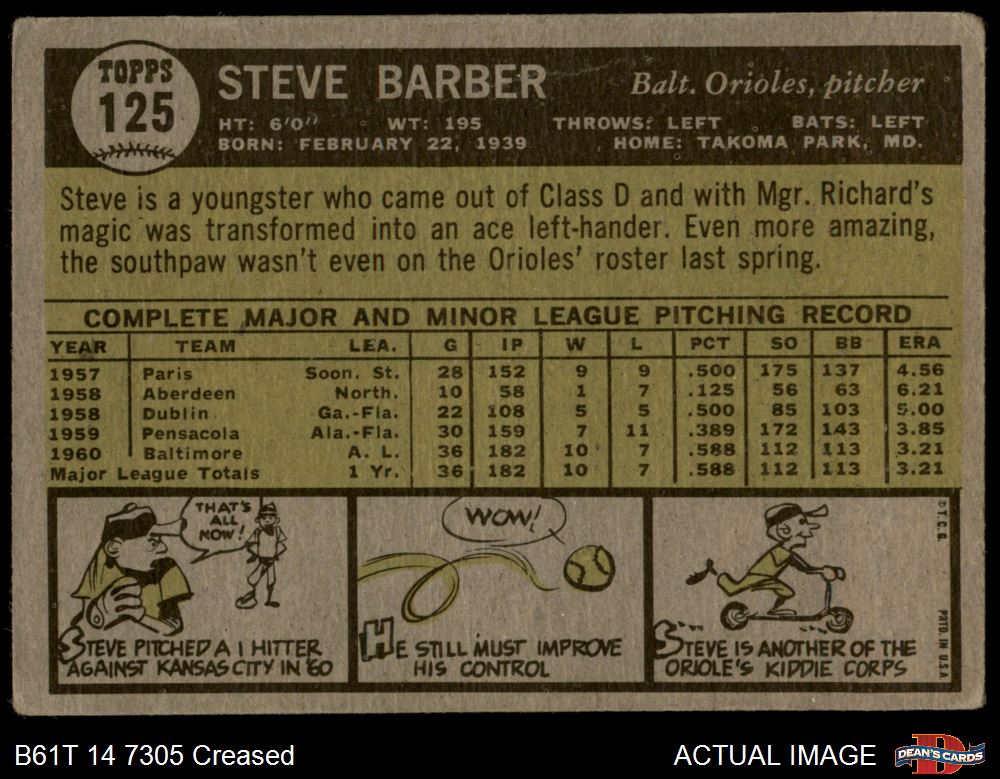 TOPPS
125
STEVE BARBER
Balt. Orioles, pitcher
HT: 6'0" WT: 195 THROWS: LEFT BATS: LEFT
BORN: FEBRUARY 22, 1939 HOME: TAKOMA PARK, MD.
Steve is a youngster who came out of Class D and with Mgr. Richard's
magic was transformed into an ace left-hander. Even more amazing,
the southpaw wasn't even on the Orioles' roster last spring.
COMPLETE MAJOR AND MINOR LEAGUE PITCHING RECORD
YEAR TEAM LEA. G IP W L PCT SO BB ERA
1957 Paris Soon. St. 28 152 9 9 .500 175 137 4.56
1958 Aberdeen North. 10 58 1 7 .125 56 63 6.21
1958 Dublin Ga.-Fla. 22 108 5 5 .500 85 103 5.00
1959 Pensacola Ala.-Fla. 30 159 7 11 .389 172 143 3.85
1960 Baltimore A. L. 36 182 10 7 .588 112 113 3.21
Major League Totals 1 Yr. 36 182 10 7 .588 112 113 3.21
THAT'S
ALL
NOW!
STEVE PITCHED A 1 HITTER
AGAINST KANSAS CITY IN '60
WOW!
HE STILL MUST IMPROVE
HIS CONTROL
STEVE IS ANOTHER OF THE
ORIOLE'S KIDDIE CORPS
© T.C.G.
PRTD. IN U.S.A
B61T 14 7305 Creased
ACTUAL IMAGE
DEAN'S CARDS